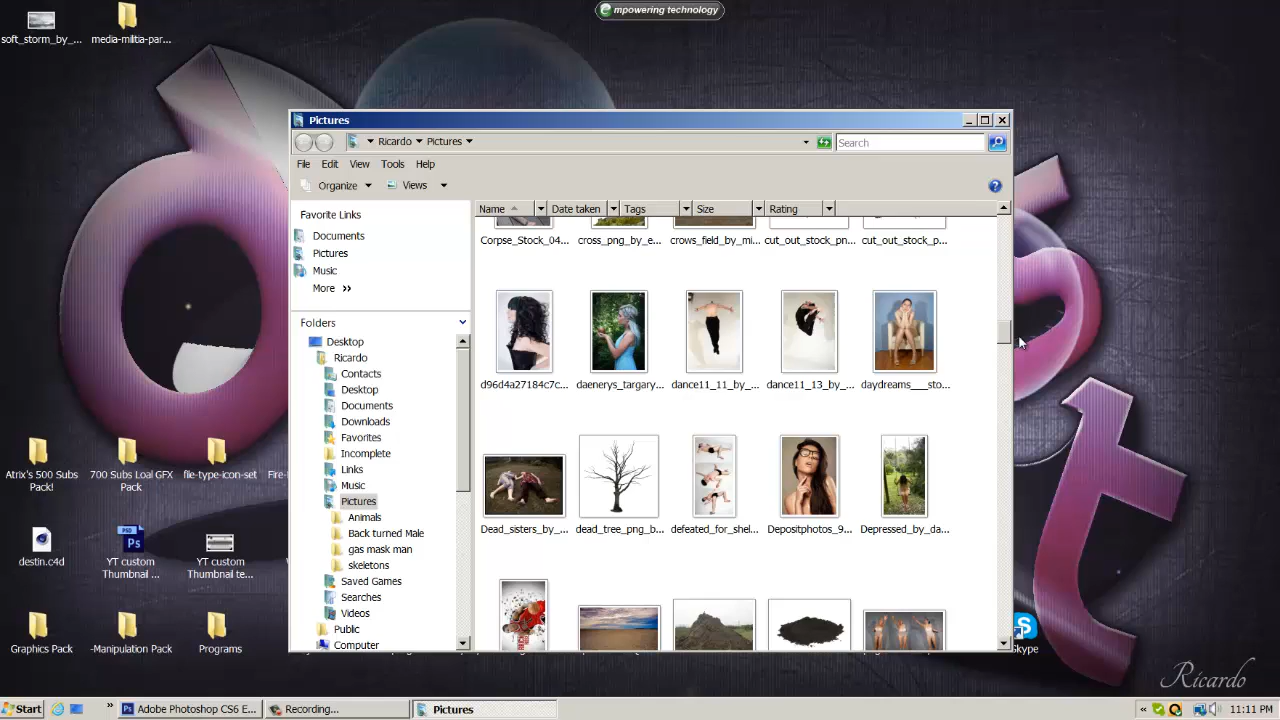 mpowering technology
soft_storm_by_...
media-militia-par...
Pictures
Ricardo
Pictures
Search
File
Edit
View
Tools
Help
Organize
Views
Favorite Links
Documents
Pictures
Music
More >>
Folders
Desktop
Ricardo
Contacts
Desktop
Documents
Downloads
Favorites
Incomplete
Links
Music
Pictures
Animals
Back turned Male
gas mask man
skeletons
Saved Games
Searches
Videos
Public
Computer
Name
Date taken
Tags
Size
Rating
Corpse_Stock_04...
cross_png_by_e...
crows_field_by_mi...
cut_out_stock_pn...
cut_out_stock_p...
d96d4a27184c7c...
daenerys_targary...
dance11_11_by_...
dance11_13_by_...
daydreams___sto...
Dead_sisters_by_...
dead_tree_png_b...
defeated_for_shel...
Depositphotos_9...
Depressed_by_da...
Atrix's 500 Subs
Pack!
700 Subs Loal GFX
Pack
file-type-icon-set
destin.c4d
YT custom
Thumbnail ...
YT custom
Thumbnail te...
Graphics Pack
-Manipulation Pack
Programs
Skype
Ricardo
Start
Adobe Photoshop CS6 E...
Recording...
Pictures
11:11 PM